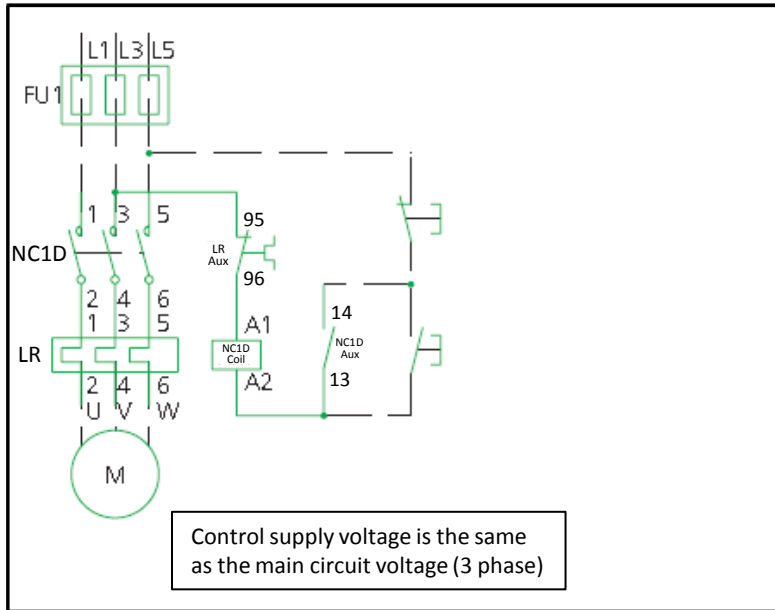 L1 L3 L5
FU1
1 3 5
NC1D
2 4 6
1 3 5
LR
2 4 6
U V W
M
95
LR
Aux
96
A1
NC1D
Coil
A2
14
NC1D
Aux
13
Control supply voltage is the same
as the main circuit voltage (3 phase)